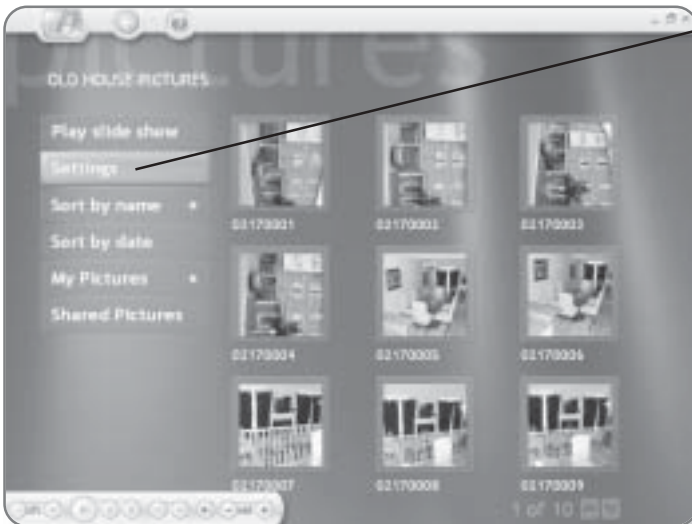 pictures
OLD HOUSE PICTURES
Play slide show
Settings
Sort by name
Sort by date
My Pictures
Shared Pictures
02170001
02170002
02170003
02170004
02170005
02170006
02170007
02170008
02170009
1 of 10